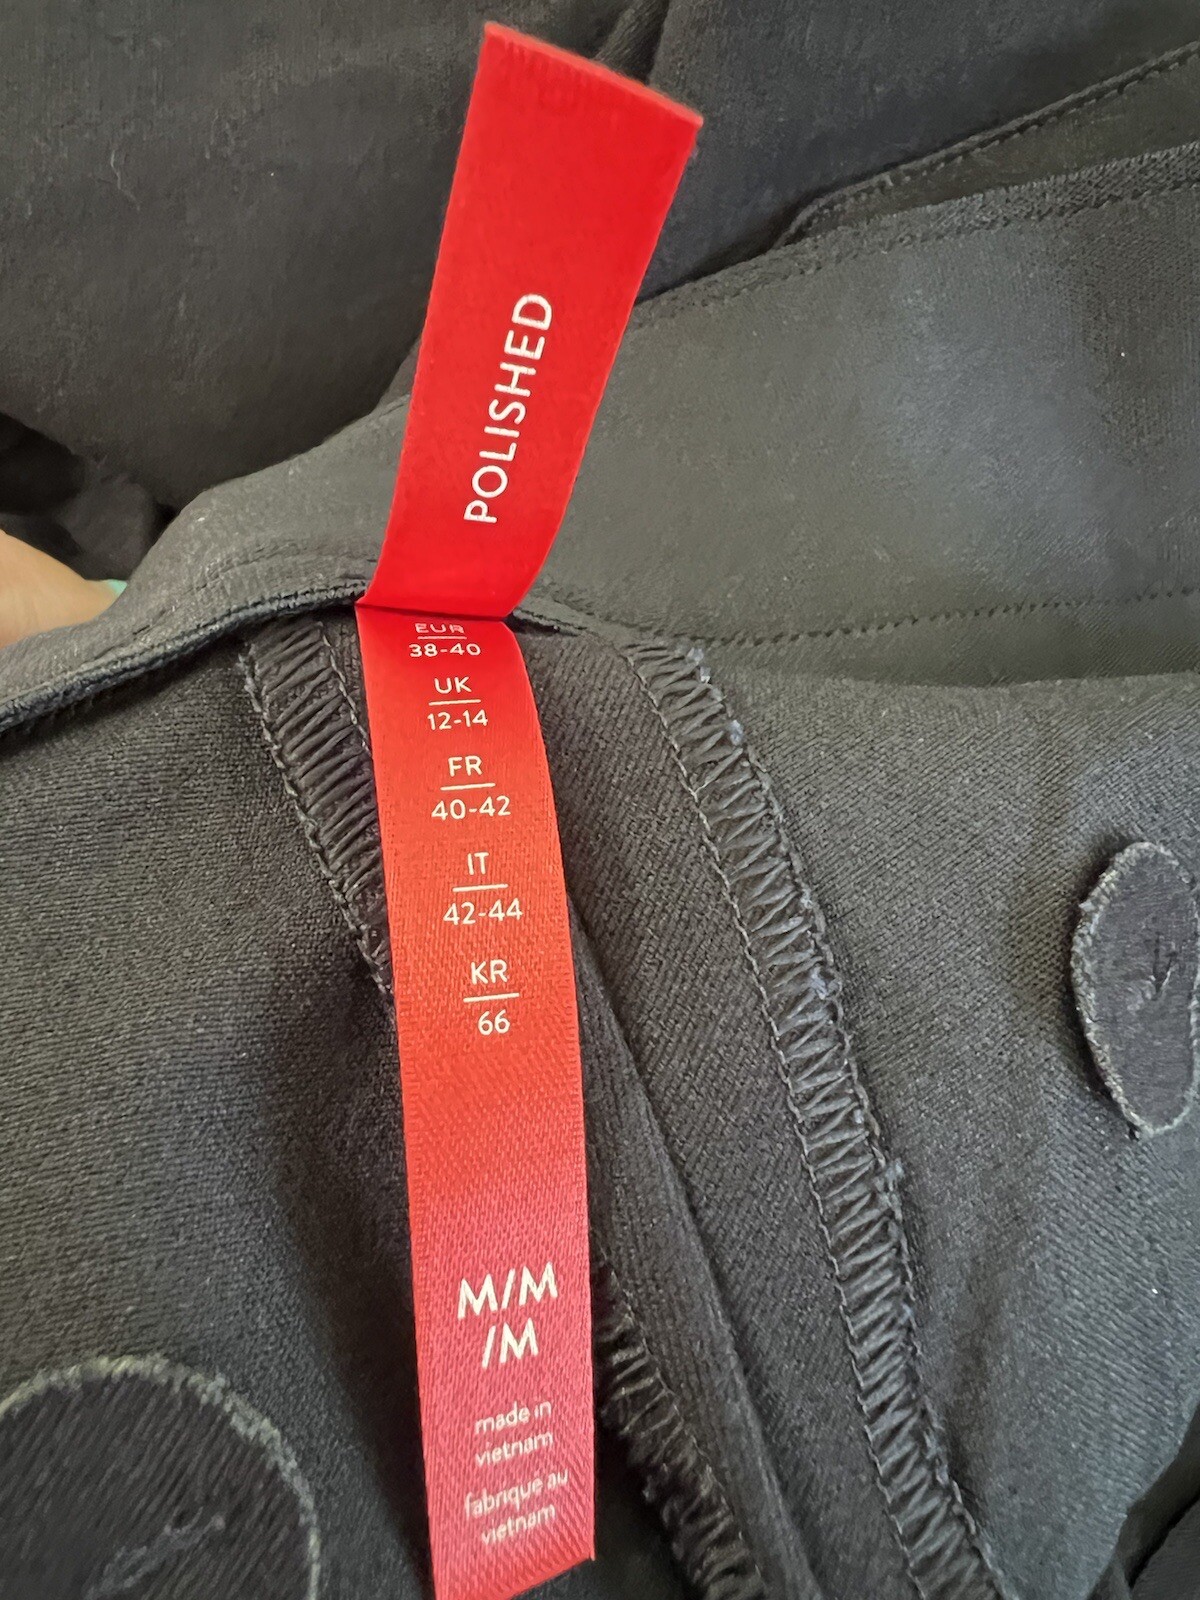 POLISHED
EUR
38-40
UK
12-14
FR
40-42
IT
42-44
KR
66
M/M
/M
made in
vietnam
fabriqué au
vietnam